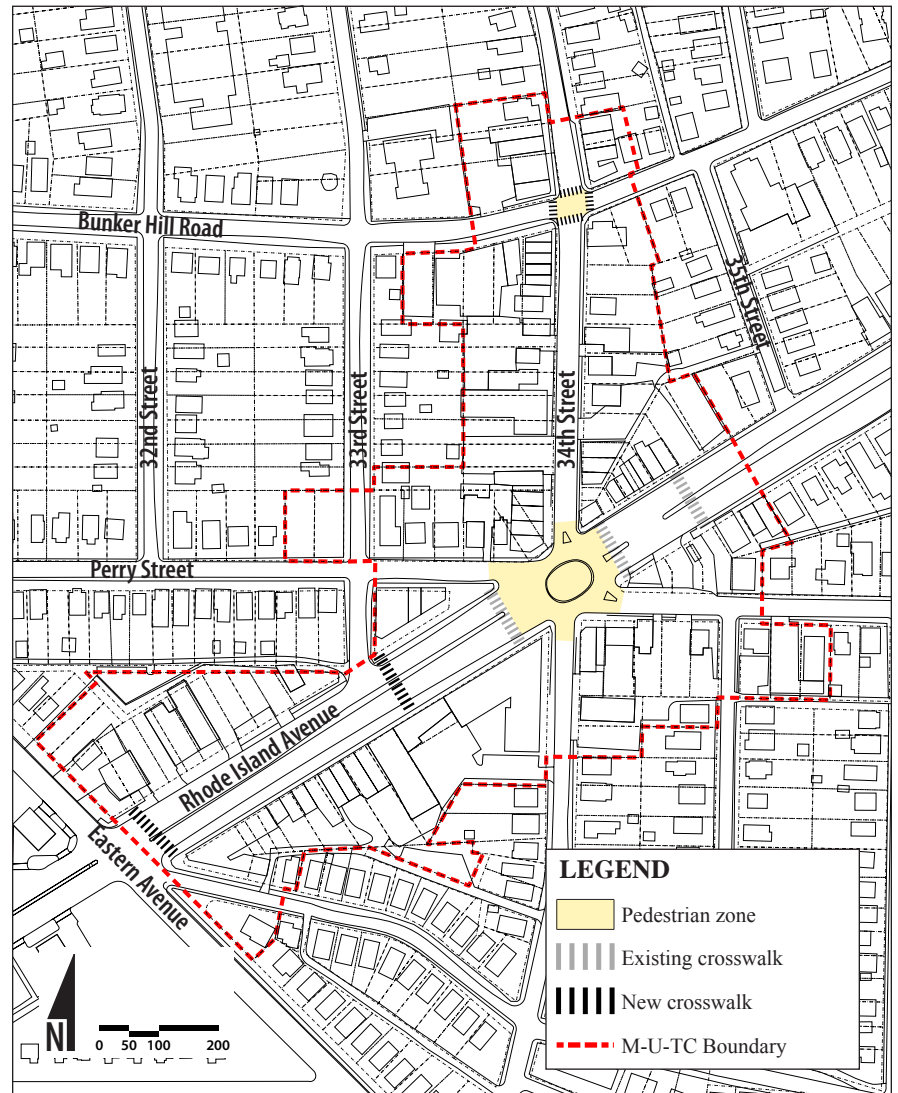 Bunker Hill Road
35th Street
32nd Street
33rd Street
34th Street
Perry Street
Rhode Island Avenue
Eastern Avenue
LEGEND
Pedestrian zone
Existing crosswalk
New crosswalk
M-U-TC Boundary
N
0 50 100 200